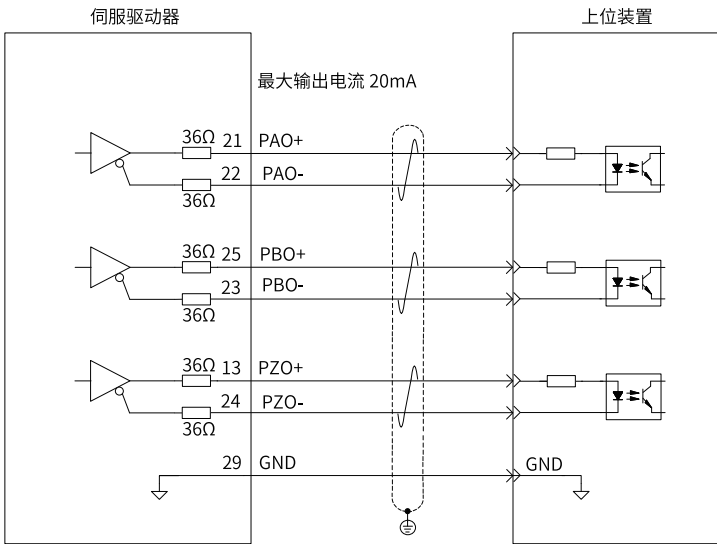 伺服驱动器
上位装置
最大输出电流 20mA
36Ω 21 PAO+
22 PAO-
36Ω
36Ω 25 PBO+
23 PBO-
36Ω
36Ω 13 PZO+
24 PZO-
36Ω
29 GND
GND